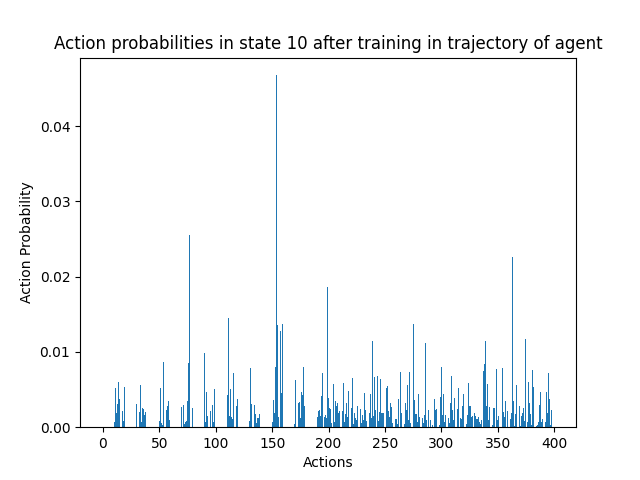 Action probabilities in state 10 after training in trajectory of agent
0.04
0.03
0.02
0.01
0.00
Action Probability
0 50 100 150 200 250 300 350 400
Actions